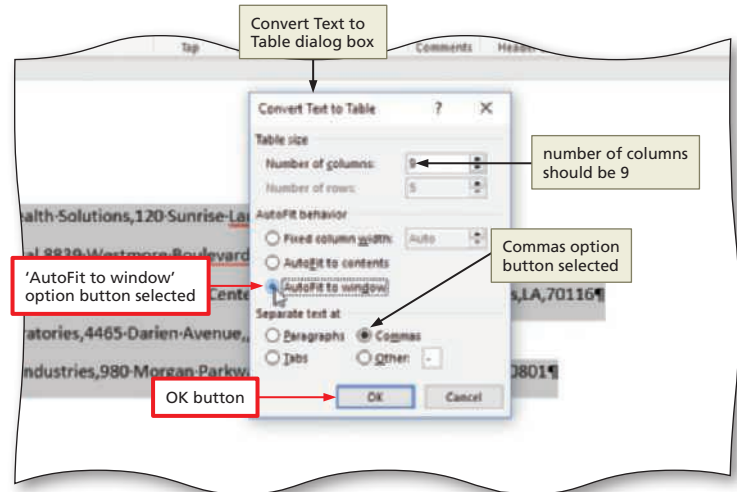 Convert Text to
Table dialog box
Tap
Comments
Header
Convert Text to Table ? X
Table size
Number of columns: 9
number of columns
should be 9
Number of rows: 5
AutoFit behavior
Fixed column width: Auto
AutoFit to contents
AutoFit to window
Commas option
button selected
'AutoFit to window'
option button selected
Separate text at
Paragraphs Commas
Tabs Other: -
OK button
OK Cancel
ealth·Solutions,120·Sunrise·La
al,8839·Westmore·Boulevard
Cente
s,LA,70116¶
ratories,4465·Darien·Avenue,,
ndustries,980·Morgan·Parkw
0801¶